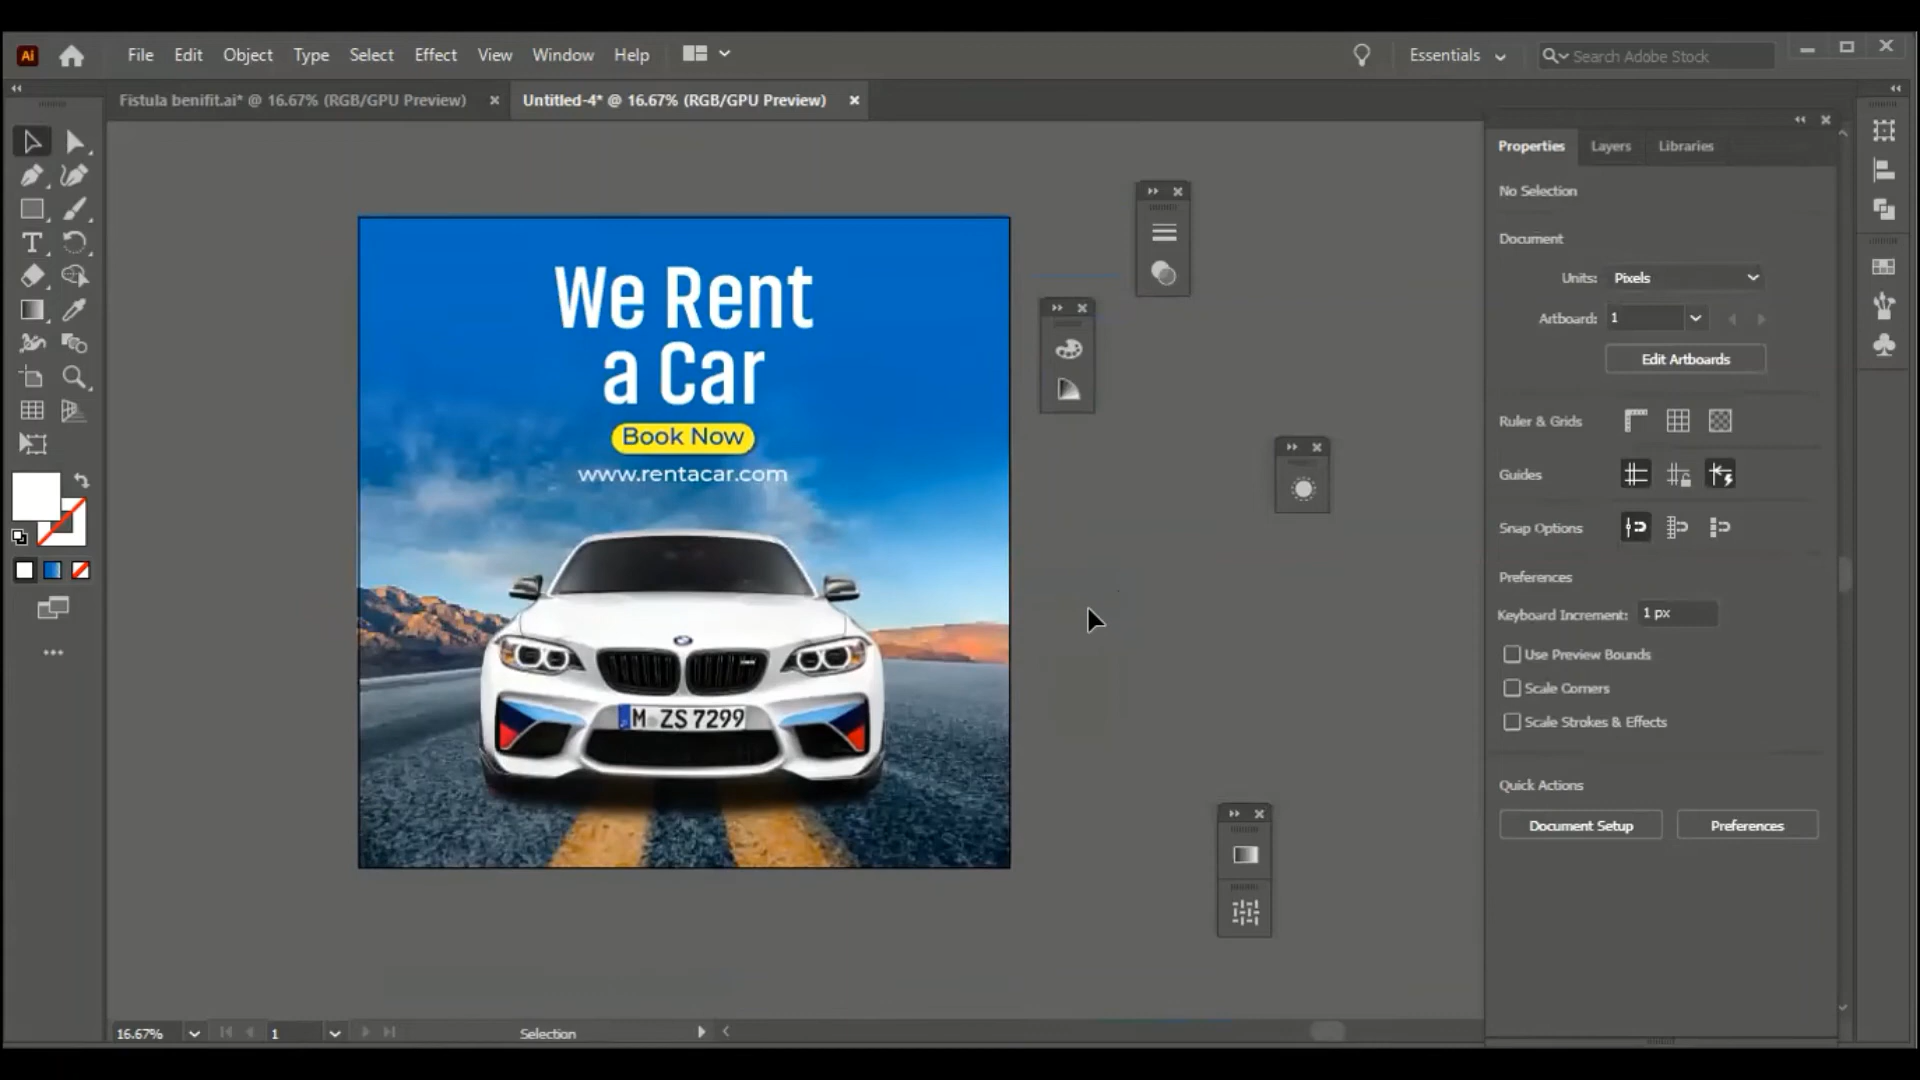 Ai
File Edit Object Type Select Effect View Window Help
Essentials
Search Adobe Stock
Fistula benifit.ai* @ 16.67% (RGB/GPU Preview)
Untitled-4* @ 16.67% (RGB/GPU Preview)
Properties Layers Libraries
No Selection
Document
Units: Pixels
Artboard: 1
Edit Artboards
Ruler & Grids
Guides
Snap Options
Preferences
Keyboard Increment: 1 px
Use Preview Bounds
Scale Corners
Scale Strokes & Effects
Quick Actions
Document Setup Preferences
We Rent
a Car
Book Now
www.rentacar.com
M ZS 7299
16.67% 1 Selection